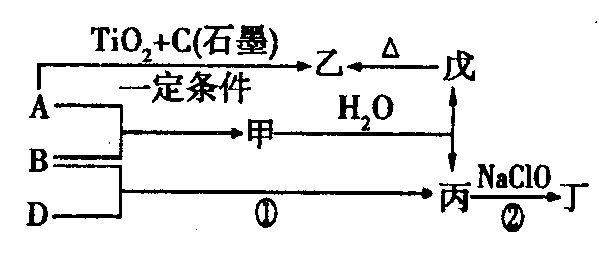 TiO₂+C(石墨)
一定条件
乙
△
戊
A
H₂O
甲
B
丙
NaClO
丁
D
①
②